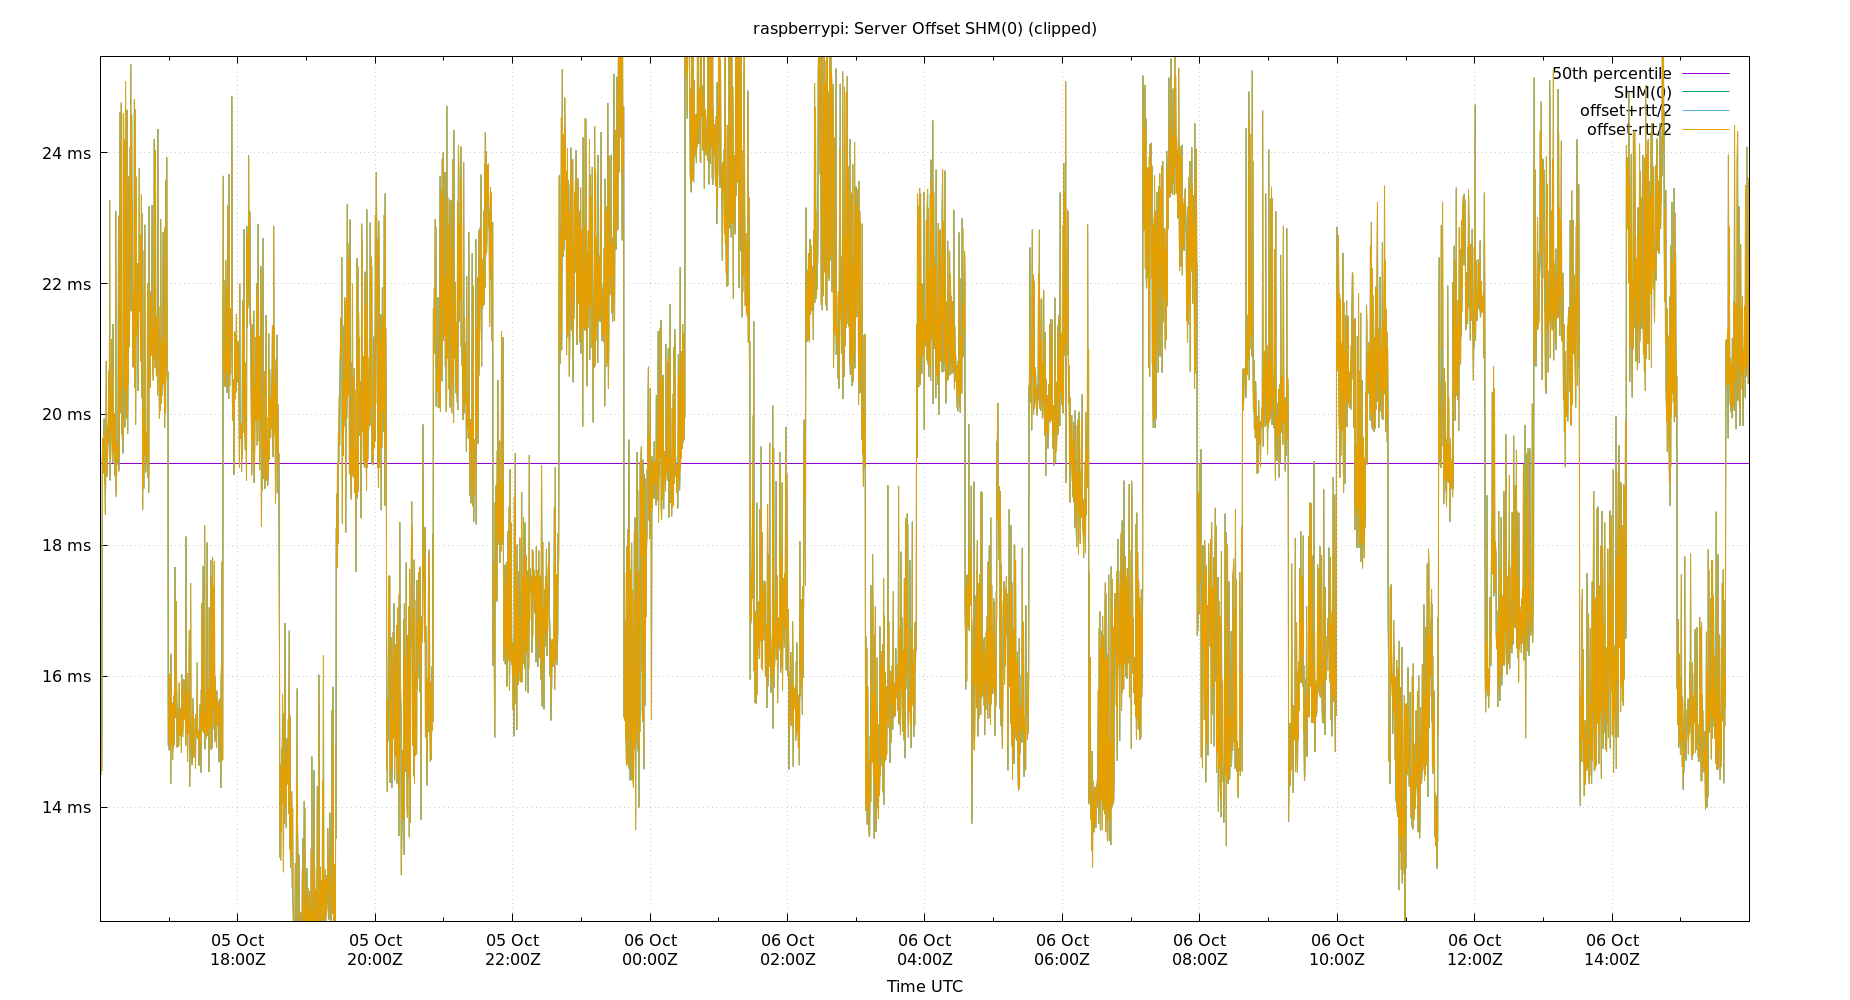 raspberrypi: Server Offset SHM(0) (clipped)
50th percentile
SHM(0)
offset+rtt/2
offset-rtt/2
24 ms
22 ms
20 ms
18 ms
16 ms
14 ms
05 Oct 05 Oct 05 Oct 06 Oct 06 Oct 06 Oct 06 Oct 06 Oct 06 Oct 06 Oct 06 Oct
18:00Z 20:00Z 22:00Z 00:00Z 02:00Z 04:00Z 06:00Z 08:00Z 10:00Z 12:00Z 14:00Z
Time UTC